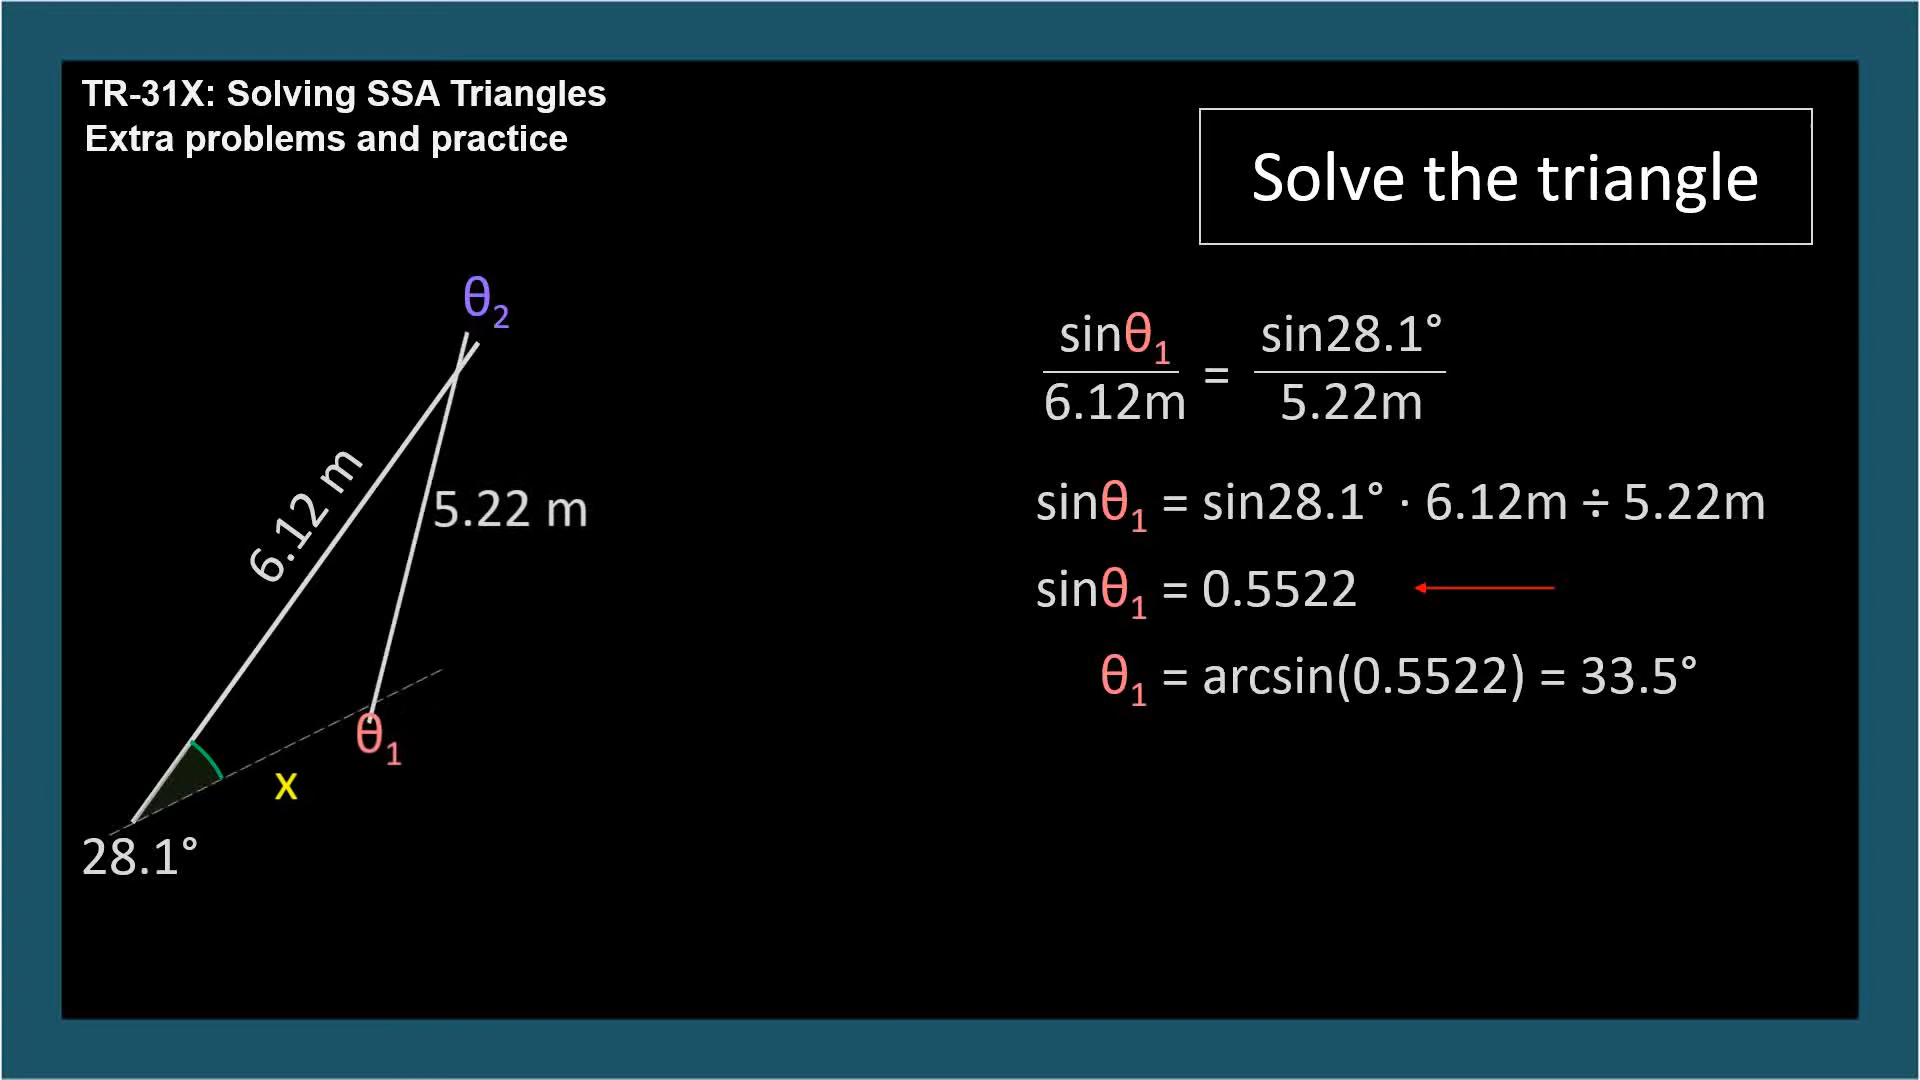 TR-31X: Solving SSA Triangles
Extra problems and practice
Solve the triangle
θ₂
6.12 m
5.22 m
θ₁
x
28.1°
sinθ₁ / 6.12m = sin28.1° / 5.22m
sinθ₁ = sin28.1° · 6.12m ÷ 5.22m
sinθ₁ = 0.5522
θ₁ = arcsin(0.5522) = 33.5°